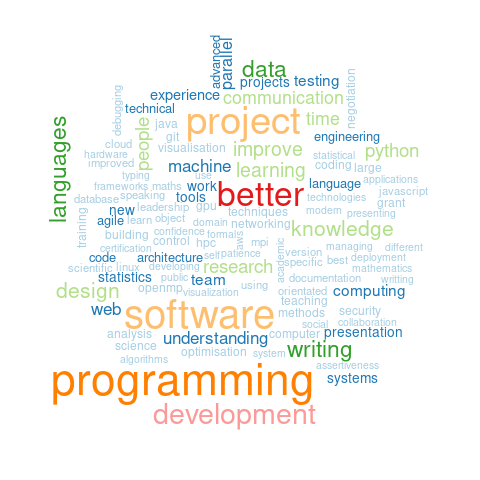 advanced
parallel
data
projects testing
experience
communication
negotiation
technical
debugging
project
time
people
java
git
engineering
languages
cloud
visualisation
improve
python
hardware
statistical
improved
machine
learning
coding
large
typing
use
language
applications
frameworks maths
work
better
technologies
javascript
database
speaking
tools
grant
new
leadership
gpu
techniques
modern
presenting
agile
learn
object
domain
networking
knowledge
training
building
confidence
formals
control
hpc
laws
mpi
academic
managing
different
certification
self
patience
version
code
architecture
specific
best
deployment
scientific
linux
developing
research
mathematics
statistics
public
team
documentation
writting
design
openmp
visualization
using
orientated
computing
web
software
teaching
methods
security
social
collaboration
analysis
understanding
computer
presentation
science
optimisation
system
writing
algorithms
assertiveness
programming
systems
development